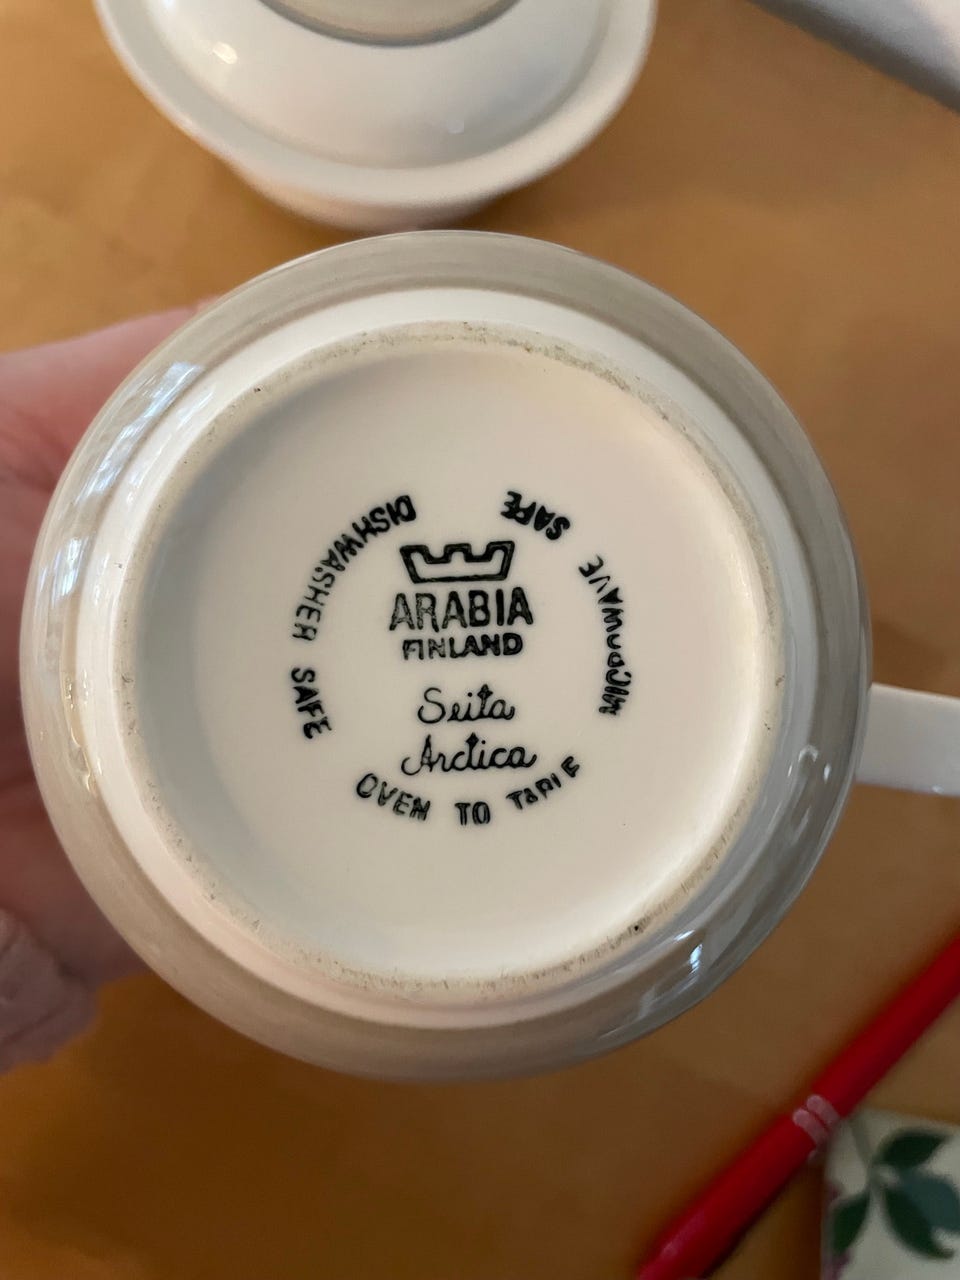 DISHWASHER SAFE
MICROWAVE SAFE
ARABIA
FINLAND
Seita
Arctica
OVEN TO TABLE